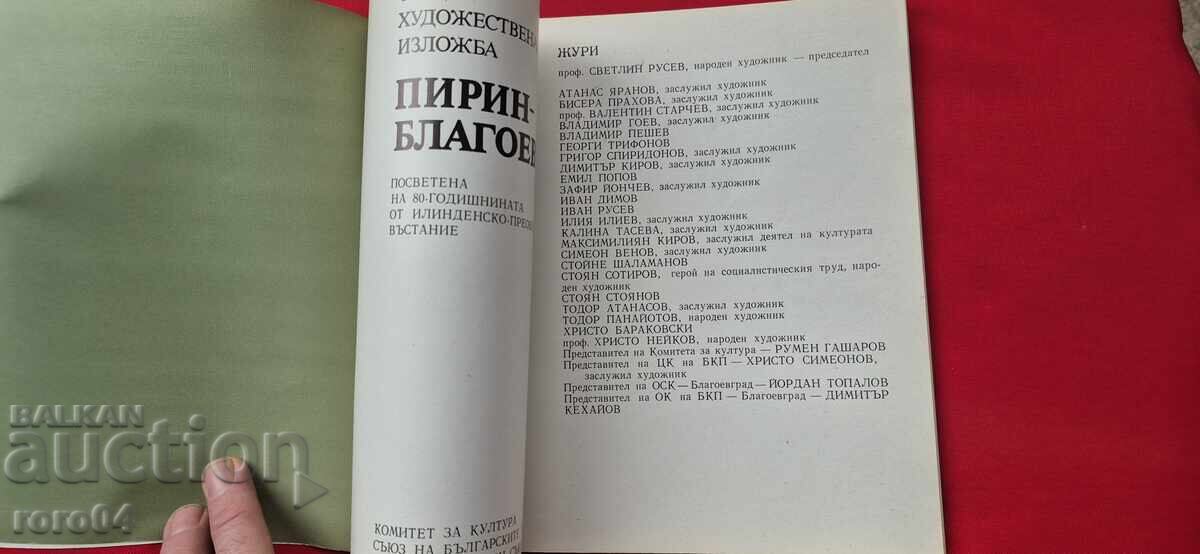 ХУДОЖЕСТВЕНА
ИЗЛОЖБА
ПИРИН-
БЛАГОЕВ
ПОСВЕТЕНА
НА 80-ГОДИШНИНАТА
ОТ ИЛИНДЕНСКО-ПРЕОБ
ВЪСТАНИЕ
КОМИТЕТ ЗА КУЛТУРА
СЪЮЗ НА БЪЛГАРСКИТЕ
ЖУРИ
проф. СВЕТЛИН РУСЕВ, народен художник — председател
АТАНАС ЯРАНОВ, заслужил художник
БИСЕРА ПРАХОВА, заслужил художник
проф. ВАЛЕНТИН СТАРЧЕВ, заслужил художник
ВЛАДИМИР ГОЕВ, заслужил художник
ВЛАДИМИР ПЕШЕВ
ГЕОРГИ ТРИФОНОВ
ГРИГОР СПИРИДОНОВ, заслужил художник
ДИМИТЪР КИРОВ, заслужил художник
ЕМИЛ ПОПОВ
ЗАФИР ЙОНЧЕВ, заслужил художник
ИВАН ДИМОВ
ИВАН РУСЕВ
ИЛИЯ ИЛИЕВ, заслужил художник
КАЛИНА ТАСЕВА, заслужил художник
МАКСИМИЛИЯН КИРОВ, заслужил деятел на културата
СИМЕОН ВЕНОВ, заслужил художник
СТОЙНЕ ШАЛАМАНОВ
СТОЯН СОТИРОВ, герой на социалистическия труд, наро-
ден художник
СТОЯН СТОЯНОВ
ТОДОР АТАНАСОВ, заслужил художник
ТОДОР ПАНАЙОТОВ, народен художник
ХРИСТО БАРАКОВСКИ
проф. ХРИСТО НЕЙКОВ, народен художник
Представител на Комитета за култура — РУМЕН ГАШАРОВ
Представител на ЦК на БКП — ХРИСТО СИМЕОНОВ,
заслужил художник
Представител на ОСК — Благоевград — ЙОРДАН ТОПАЛОВ
Представител на ОК на БКП — Благоевград — ДИМИТЪР
КЕХАЙОВ
BALKAN
auction
roro04